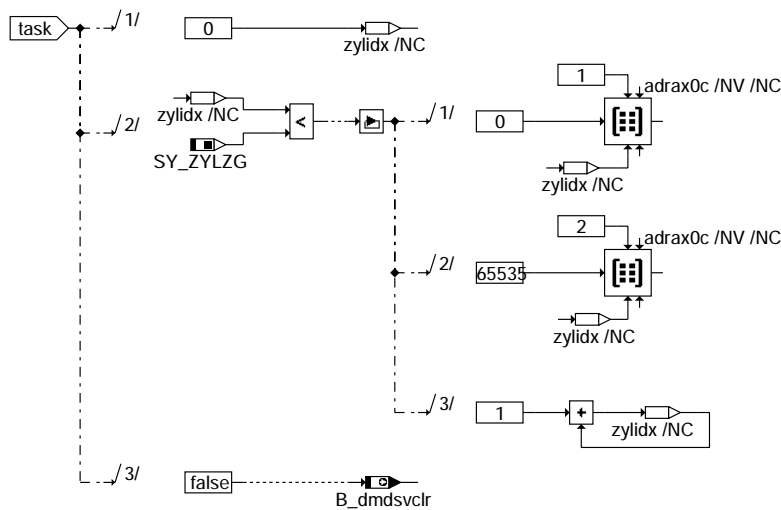 task
1/
0
zylidx /NC
1
adrax0c /NV /NC
zylidx /NC
<
1/
0
2/
SY_ZYLZG
zylidx /NC
2
adrax0c /NV /NC
2/
65535
zylidx /NC
3/
1
+
zylidx /NC
3/
false
B_dmdsvclr